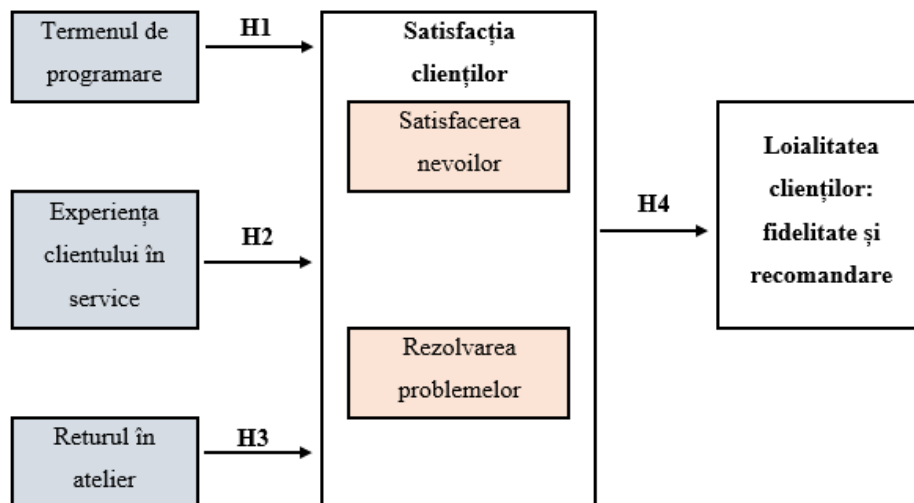 Termenul de
programare
H1
Experiența
clientului în
service
H2
Returul în
atelier
H3
Satisfacția
clienților
Satisfacerea
nevoilor
Rezolvarea
problemelor
H4
Loialitatea
clienților:
fidelitate și
recomandare